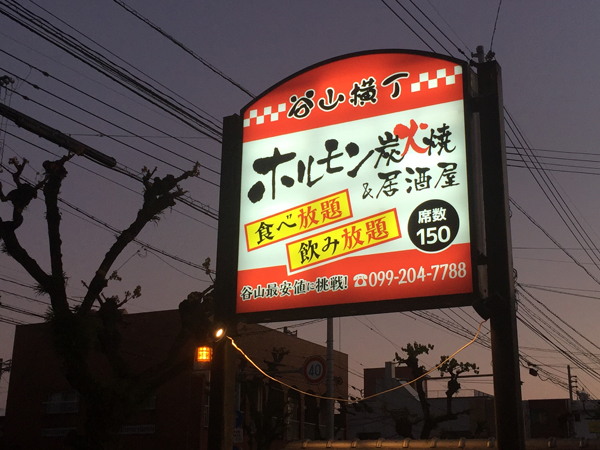 谷山横丁
ホルモン炭火焼
&居酒屋
食べ放題
飲み放題
席数
150
谷山最安値に挑戦! ☎099-204-7788
40